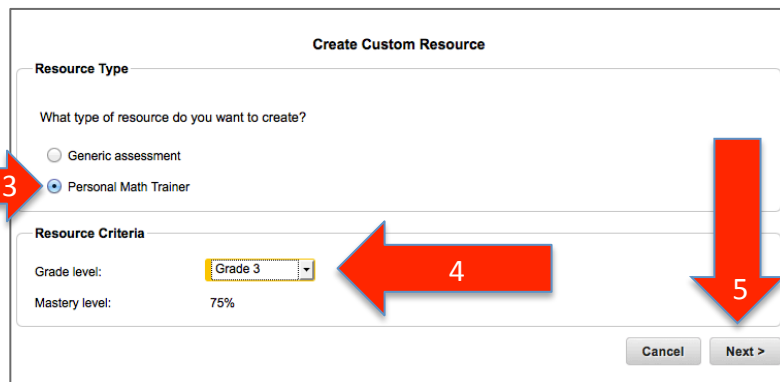 Create Custom Resource
Resource Type
What type of resource do you want to create?
Generic assessment
3
Personal Math Trainer
Resource Criteria
Grade level: Grade 3
4
Mastery level: 75%
5
Cancel Next >